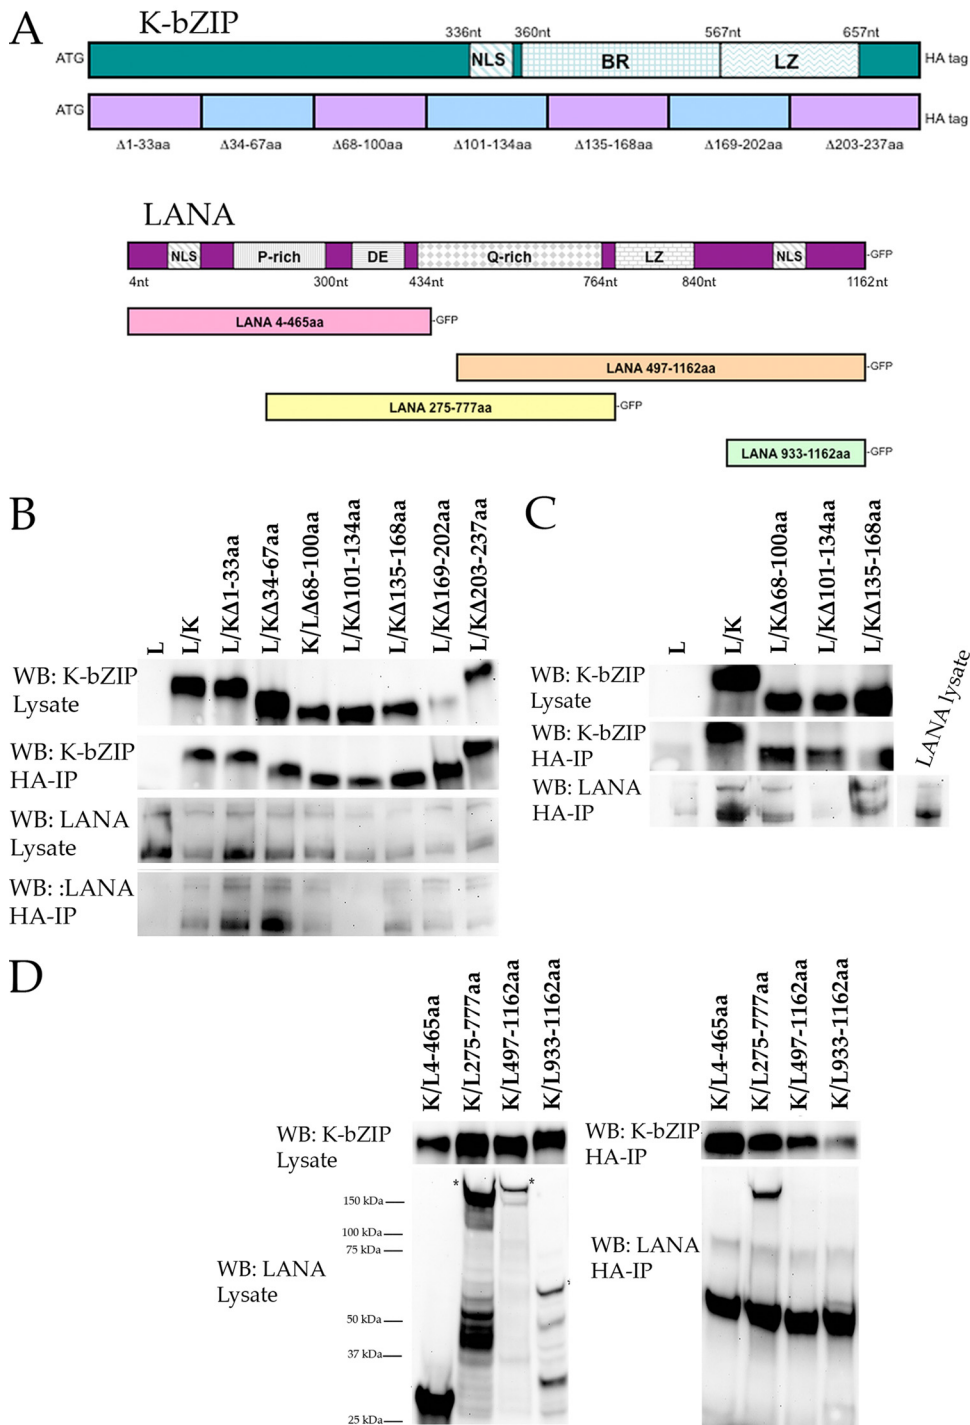 A
K-bZIP
336nt 360nt 567nt 657nt
ATG NLS BR LZ HA tag
ATG HA tag
Δ1-33aa Δ34-67aa Δ68-100aa Δ101-134aa Δ135-168aa Δ169-202aa Δ203-237aa
LANA
NLS P-rich DE Q-rich LZ NLS -GFP
4nt 300nt 434nt 764nt 840nt 1162nt
LANA 4-465aa -GFP
LANA 497-1162aa -GFP
LANA 275-777aa -GFP
LANA 933-1162aa -GFP
B
L
L/K
L/KΔ1-33aa
L/KΔ34-67aa
K/LΔ68-100aa
L/KΔ101-134aa
L/KΔ135-168aa
L/KΔ169-202aa
L/KΔ203-237aa
WB: K-bZIP
Lysate
WB: K-bZIP
HA-IP
WB: LANA
Lysate
WB: :LANA
HA-IP
C
L
L/K
L/KΔ68-100aa
L/KΔ101-134aa
L/KΔ135-168aa
LANA lysate
WB: K-bZIP
Lysate
WB: K-bZIP
HA-IP
WB: LANA
HA-IP
D
K/L4-465aa
K/L275-777aa
K/L497-1162aa
K/L933-1162aa
WB: K-bZIP
Lysate
* *
150 kDa
100 kDa
75 kDa
WB: LANA
Lysate
*
50 kDa
37 kDa
25 kDa
K/L4-465aa
K/L275-777aa
K/L497-1162aa
K/L933-1162aa
WB: K-bZIP
HA-IP
WB: LANA
HA-IP